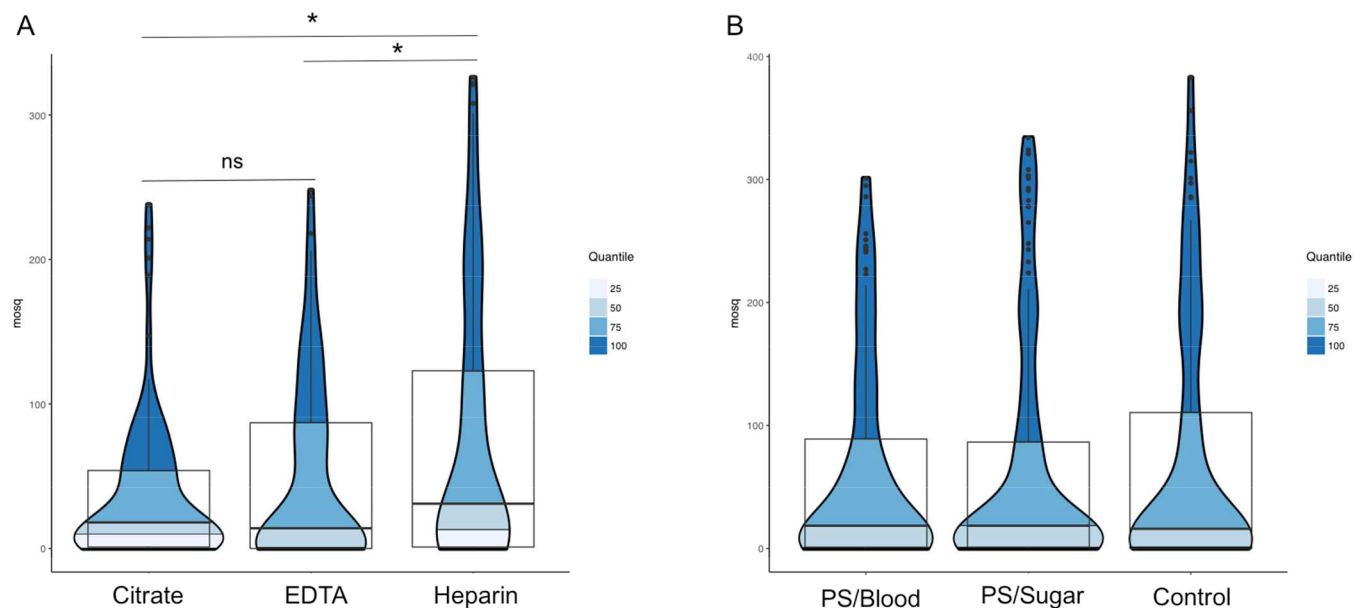 A
*
*
ns
300
200
100
0
mosq
Citrate
EDTA
Heparin
Quantile
25
50
75
100
B
400
300
200
100
0
mosq
PS/Blood
PS/Sugar
Control
Quantile
25
50
75
100